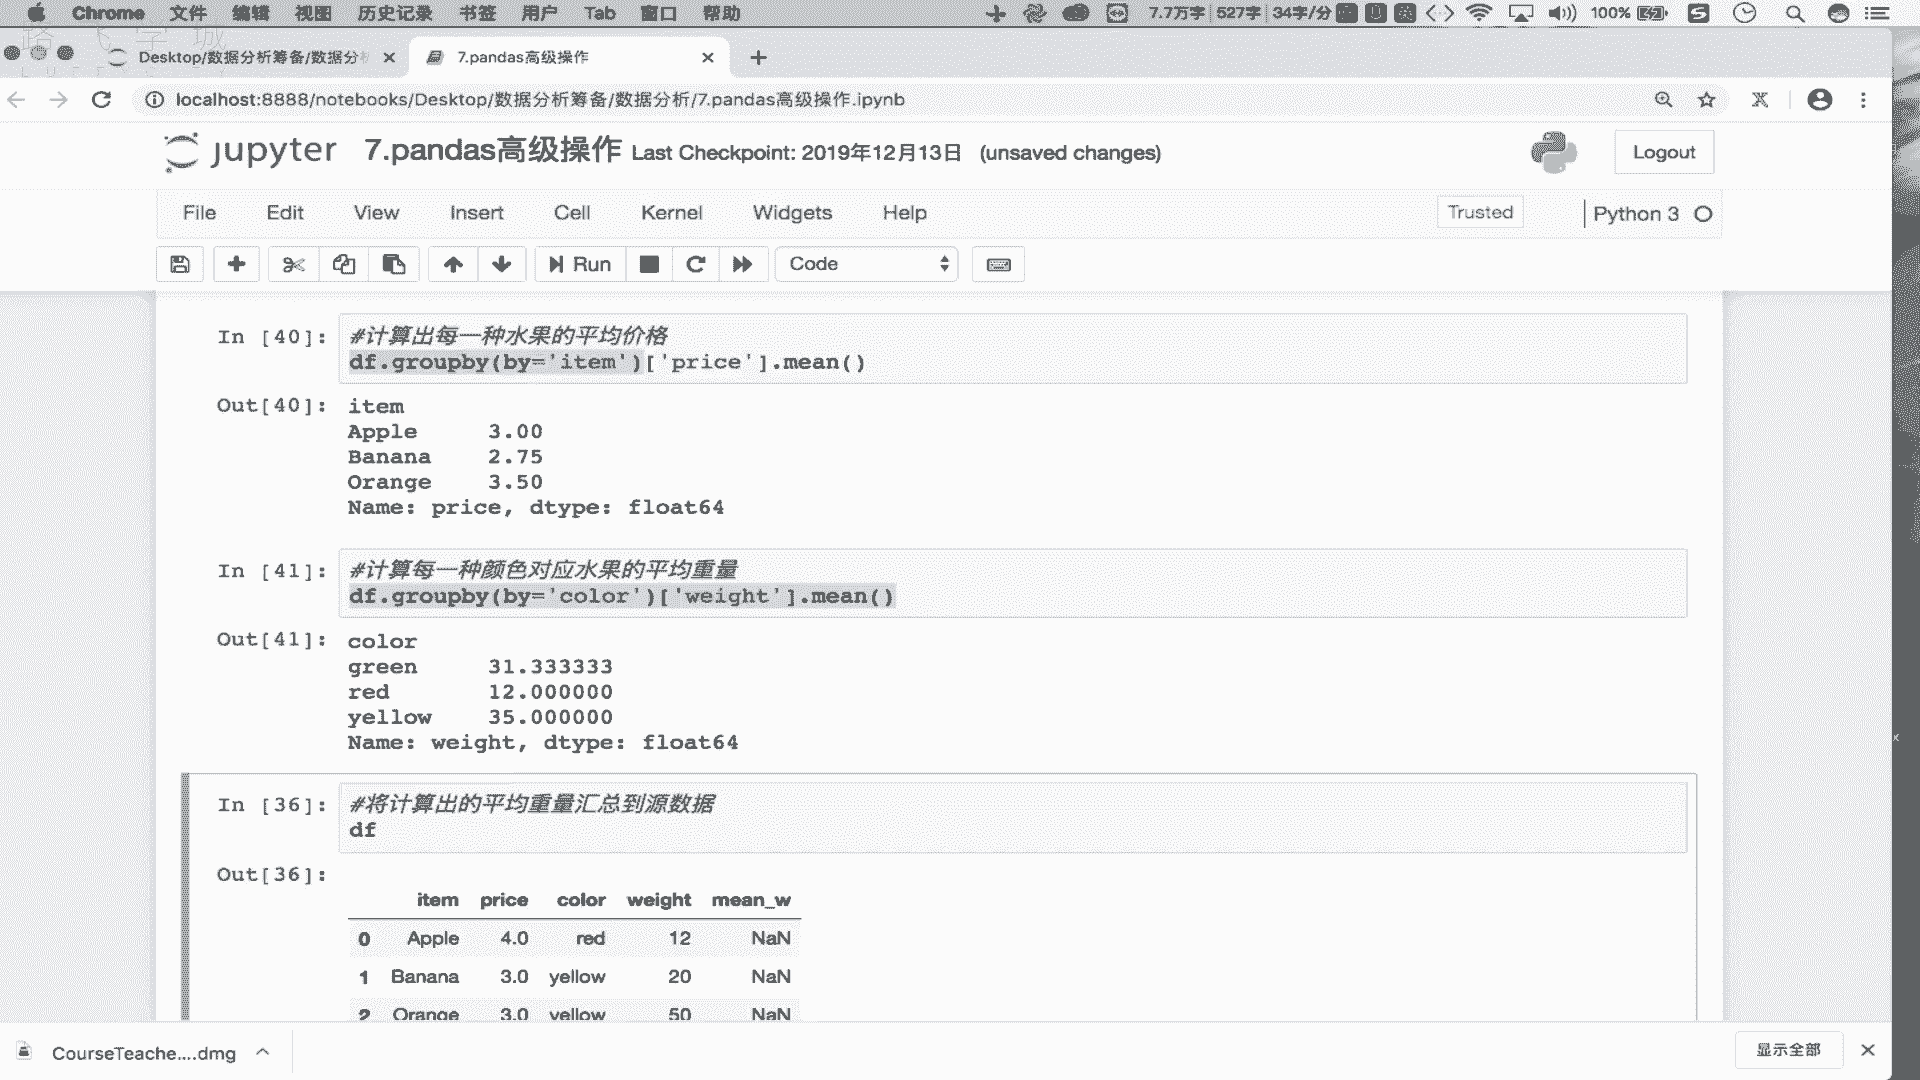 Chrome 文件 编辑 视图 历史记录 书签 用户 Tab 窗口 帮助 7.7万字 527字 34字/分 100%
路飞学城
Desktop/数据分析筹备/数据分 7.pandas高级操作
localhost:8888/notebooks/Desktop/数据分析筹备/数据分析/7.pandas高级操作.ipynb
jupyter 7.pandas高级操作 Last Checkpoint: 2019年12月13日 (unsaved changes) Logout
File Edit View Insert Cell Kernel Widgets Help Trusted Python 3
Run Code
In [40]: #计算出每一种水果的平均价格
df.groupby(by='item')['price'].mean()
Out[40]: item
Apple 3.00
Banana 2.75
Orange 3.50
Name: price, dtype: float64
In [41]: #计算每一种颜色对应水果的平均重量
df.groupby(by='color')['weight'].mean()
Out[41]: color
green 31.333333
red 12.000000
yellow 35.000000
Name: weight, dtype: float64
In [36]: #将计算出的平均重量汇总到源数据
df
Out[36]:
item price color weight mean_w
0 Apple 4.0 red 12 NaN
1 Banana 3.0 yellow 20 NaN
2 Orange 3.0 yellow 50 NaN
CourseTeache....dmg 显示全部